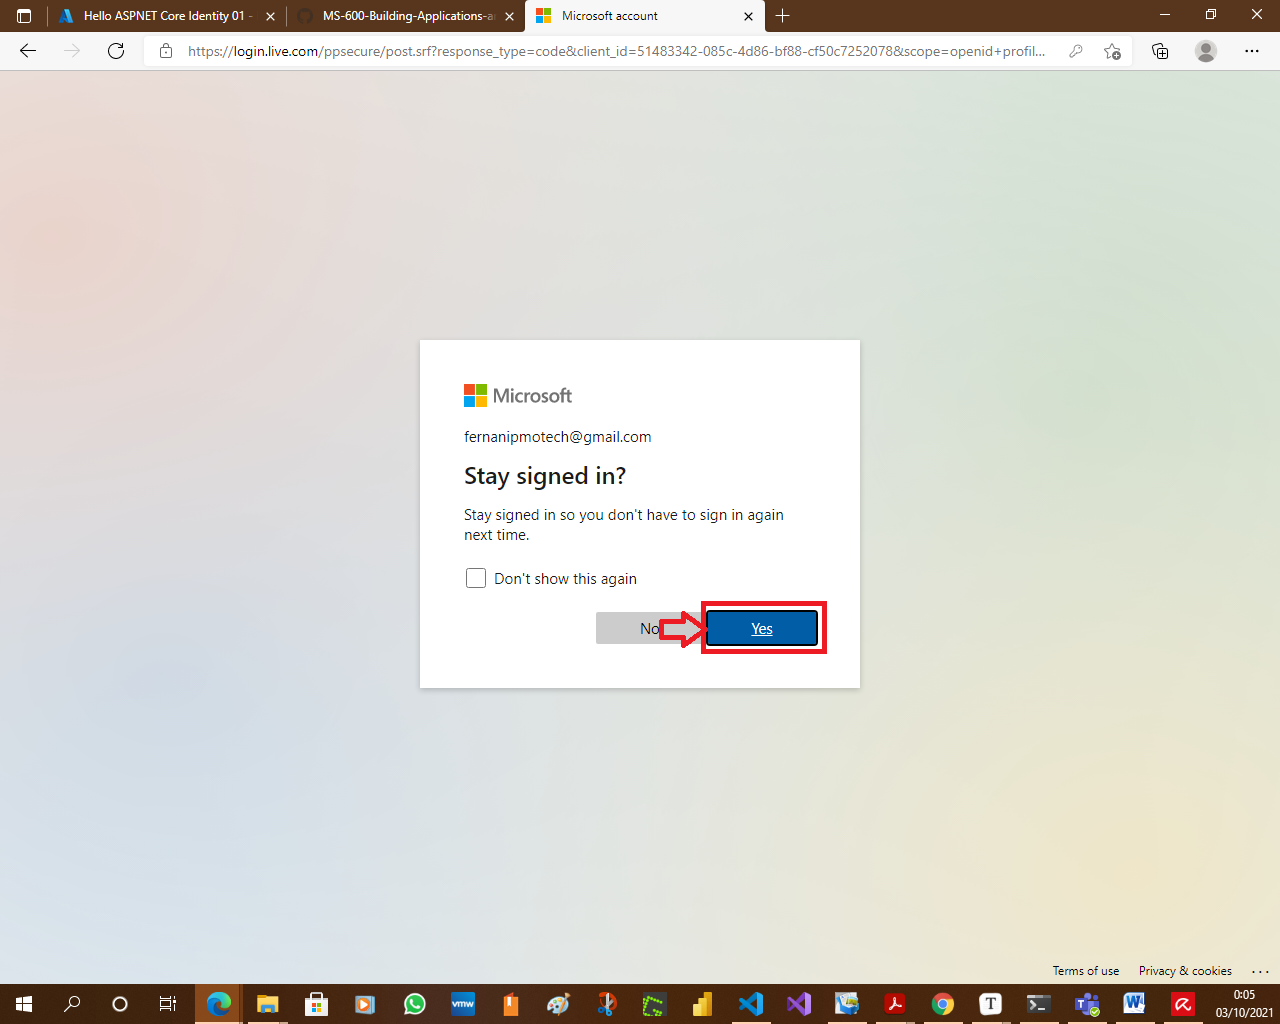 Hello ASPNET Core Identity 01 -
MS-600-Building-Applications-a
Microsoft account
https://login.live.com/ppsecure/post.srf?response_type=code&client_id=51483342-085c-4d86-bf88-cf50c7252078&scope=openid+profil...
Microsoft
fernanipmotech@gmail.com
Stay signed in?
Stay signed in so you don't have to sign in again
next time.
Don't show this again
No
Yes
Terms of use
Privacy & cookies
vmw
T
0:05
03/10/2021